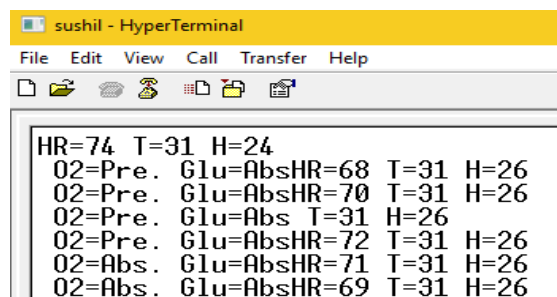 sushil - HyperTerminal
File Edit View Call Transfer Help
HR=74 T=31 H=24
O2=Pre. Glu=AbsHR=68 T=31 H=26
O2=Pre. Glu=AbsHR=70 T=31 H=26
O2=Pre. Glu=Abs T=31 H=26
O2=Pre. Glu=AbsHR=72 T=31 H=26
O2=Abs. Glu=AbsHR=71 T=31 H=26
O2=Abs. Glu=AbsHR=69 T=31 H=26